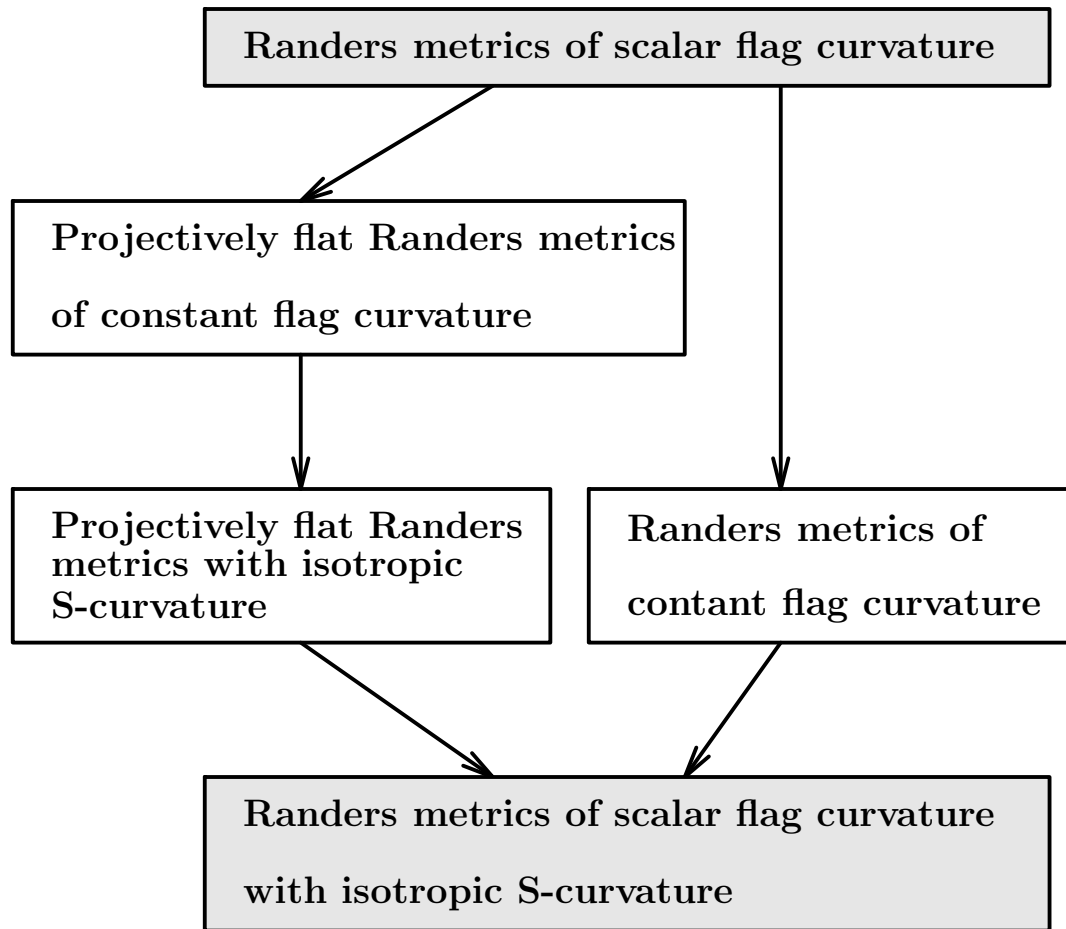 Randers metrics of scalar flag curvature
Projectively flat Randers metrics
of constant flag curvature
Projectively flat Randers
metrics with isotropic
S-curvature
Randers metrics of
contant flag curvature
Randers metrics of scalar flag curvature
with isotropic S-curvature